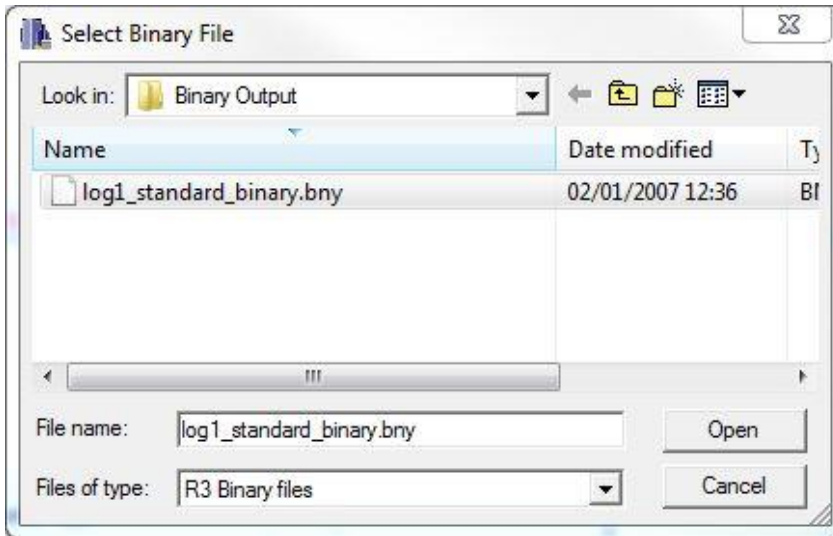 Select Binary File
Look in: Binary Output
Name Date modified Ty
log1_standard_binary.bny 02/01/2007 12:36
File name: log1_standard_binary.bny Open
Files of type: R3 Binary files Cancel